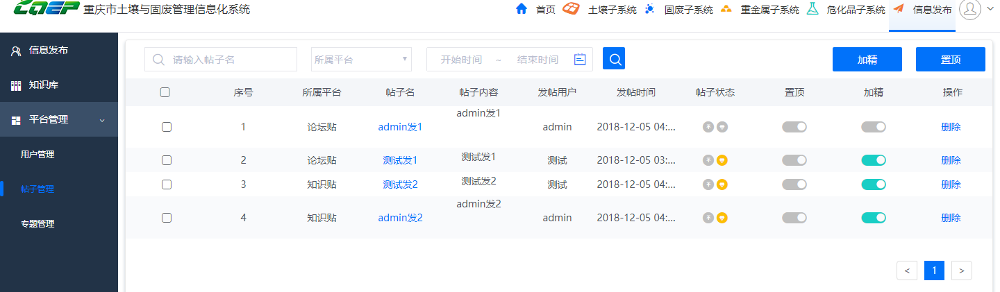 CQEP 重庆市土壤与固废管理信息化系统 首页 土壤子系统 固废子系统 重金属子系统 危化品子系统 信息发布
信息发布
知识库
平台管理
用户管理
帖子管理
专题管理
请输入帖子名 所属平台 开始时间 ~ 结束时间 加精 置顶
序号 所属平台 帖子名 帖子内容 发帖用户 发帖时间 帖子状态 置顶 加精 操作
1 论坛贴 admin发1 admin发1 admin 2018-12-05 04:... 删除
2 论坛贴 测试发1 测试发1 测试 2018-12-05 03:... 删除
3 知识贴 测试发2 测试发2 测试 2018-12-05 04:... 删除
4 知识贴 admin发2 admin发2 admin 2018-12-05 04:... 删除
< 1 >